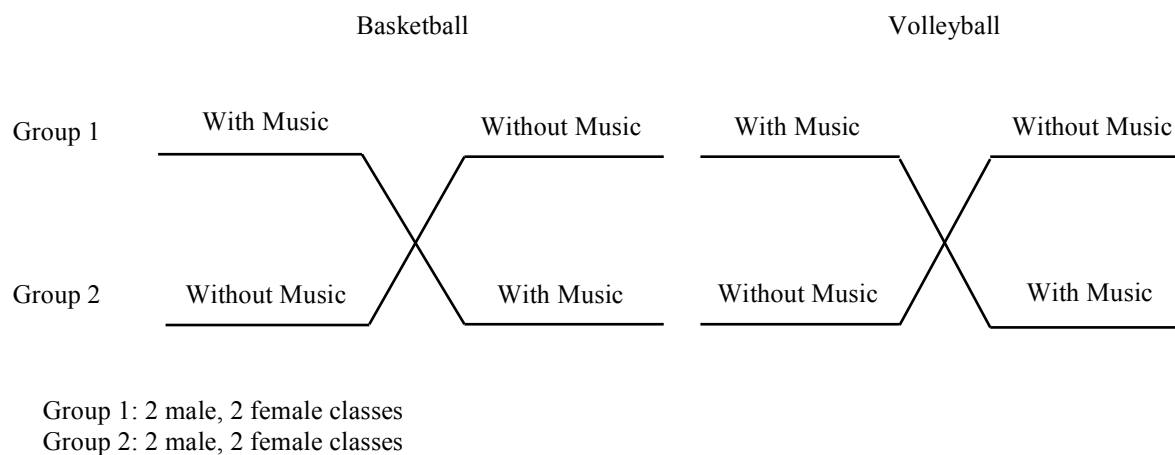 Basketball Volleyball
Group 1 With Music Without Music With Music Without Music
Group 2 Without Music With Music Without Music With Music
Group 1: 2 male, 2 female classes
Group 2: 2 male, 2 female classes